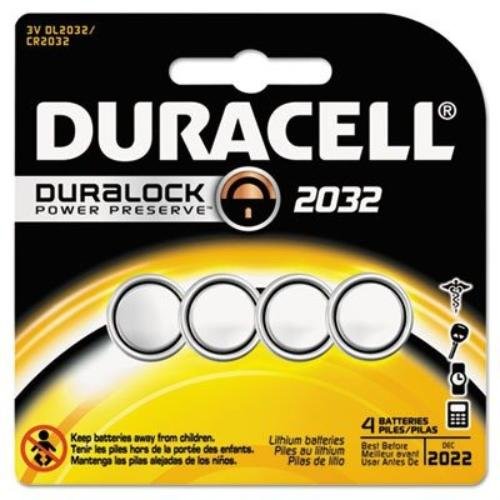 3V DL2032/
CR2032
DURACELL®
DURALOCK
POWER PRESERVE™
2032
4 BATTERIES
PILES/PILAS
Keep batteries away from children.
Tenir les piles hors de la portée des enfants.
Mantenga las pilas alejadas de los niños.
Lithium batteries
Piles au lithium
Pilas de litio
Best Before
Meilleur avant
Usar Antes De
DEC
2022